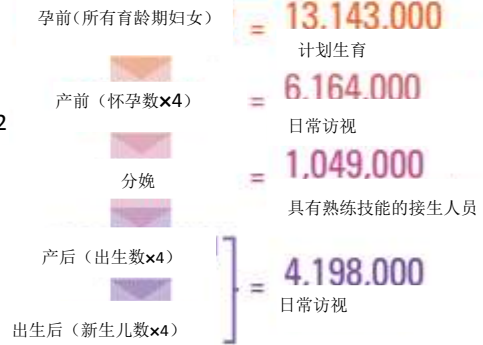 孕前(所有育龄期妇女) = 13.143.000
计划生育
产前(怀孕数×4) = 6.164.000
2
日常访视
分娩 = 1,049,000
具有熟练技能的接生人员
产后(出生数×4)
= 4.198.000
日常访视
出生后(新生儿数×4)